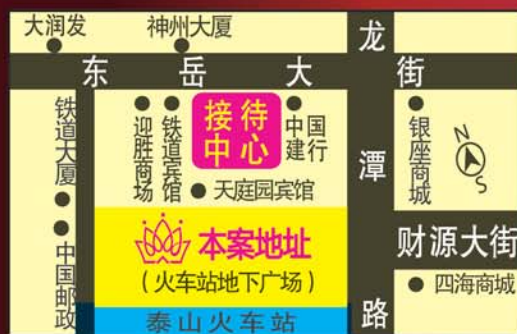 大润发
神州大厦
东岳大街
龙潭路
铁道大厦
迎胜商场
铁道宾馆
接待
中心
中国
建行
银座商城
N
S
天庭园宾馆
中国邮政
本案地址
（火车站地下广场）
财源大街
四海商城
泰山火车站